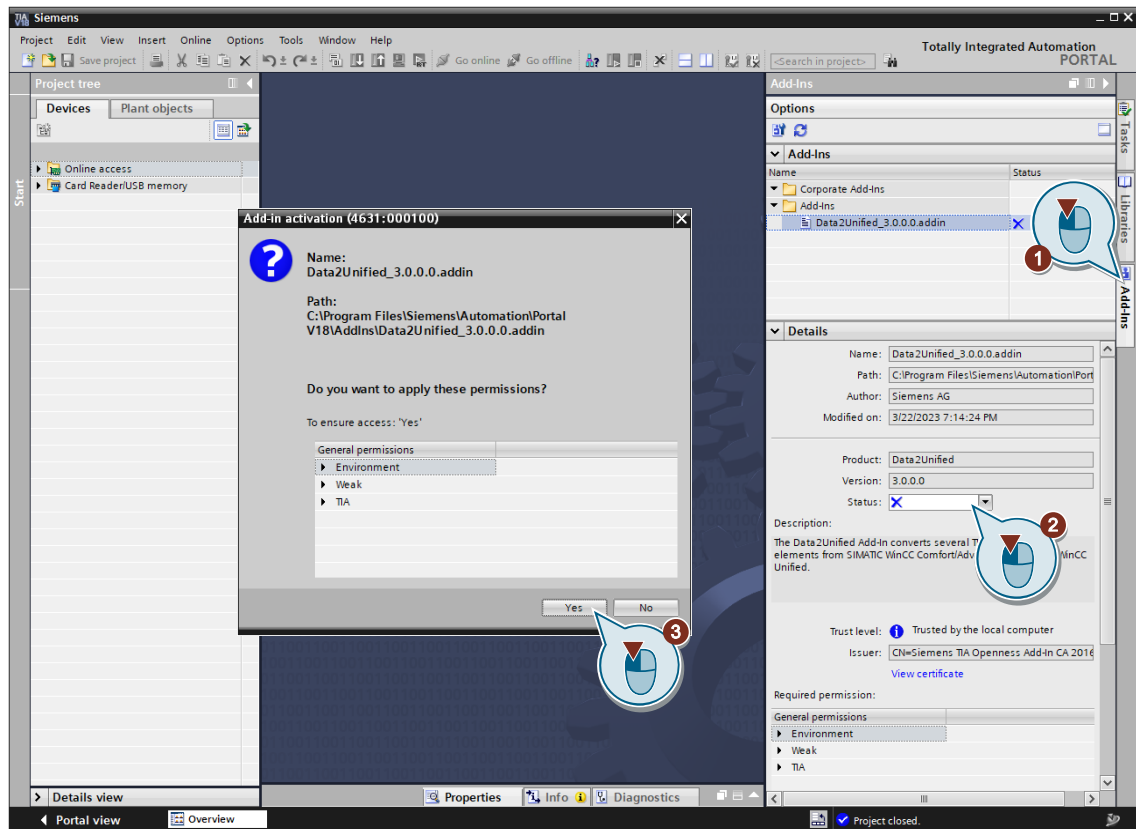 Siemens
Project Edit View Insert Online Options Tools Window Help
Totally Integrated Automation
PORTAL
Save project Go online Go offline <Search in project>
Project tree
Devices Plant objects
Online access
Card Reader/USB memory
Start
Details view
Add-in activation (4631:000100)
Name:
Data2Unified_3.0.0.0.addin
Path:
C:\Program Files\Siemens\Automation\Portal
V18\AddIns\Data2Unified_3.0.0.0.addin
Do you want to apply these permissions?
To ensure access: 'Yes'
General permissions
Environment
Weak
TIA
Yes No
3
Add-Ins
Options
Add-Ins
Name Status
Corporate Add-Ins
Add-Ins
Data2Unified_3.0.0.0.addin
1
Details
Name: Data2Unified_3.0.0.0.addin
Path: C:\Program Files\Siemens\Automation\Port
Author: Siemens AG
Modified on: 3/22/2023 7:14:24 PM
Product: Data2Unified
Version: 3.0.0.0
Status:
2
Description:
The Data2Unified Add-In converts several
elements from SIMATIC WinCC Comfort/Adv WinCC
Unified.
Trust level: Trusted by the local computer
Issuer: CN=Siemens TIA Openness Add-In CA 2016
View certificate
Required permission:
General permissions
Environment
Weak
TIA
Tasks
Libraries
Add-Ins
Properties Info Diagnostics
Portal view Overview Project closed.